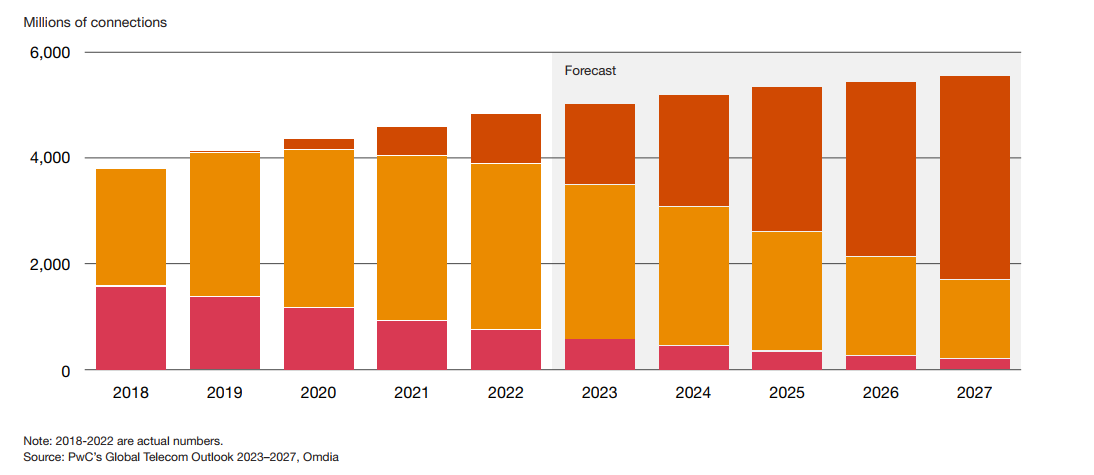 Millions of connections
6,000
Forecast
4,000
2,000
0
2018 2019 2020 2021 2022 2023 2024 2025 2026 2027
Note: 2018-2022 are actual numbers.
Source: PwC's Global Telecom Outlook 2023–2027, Omdia